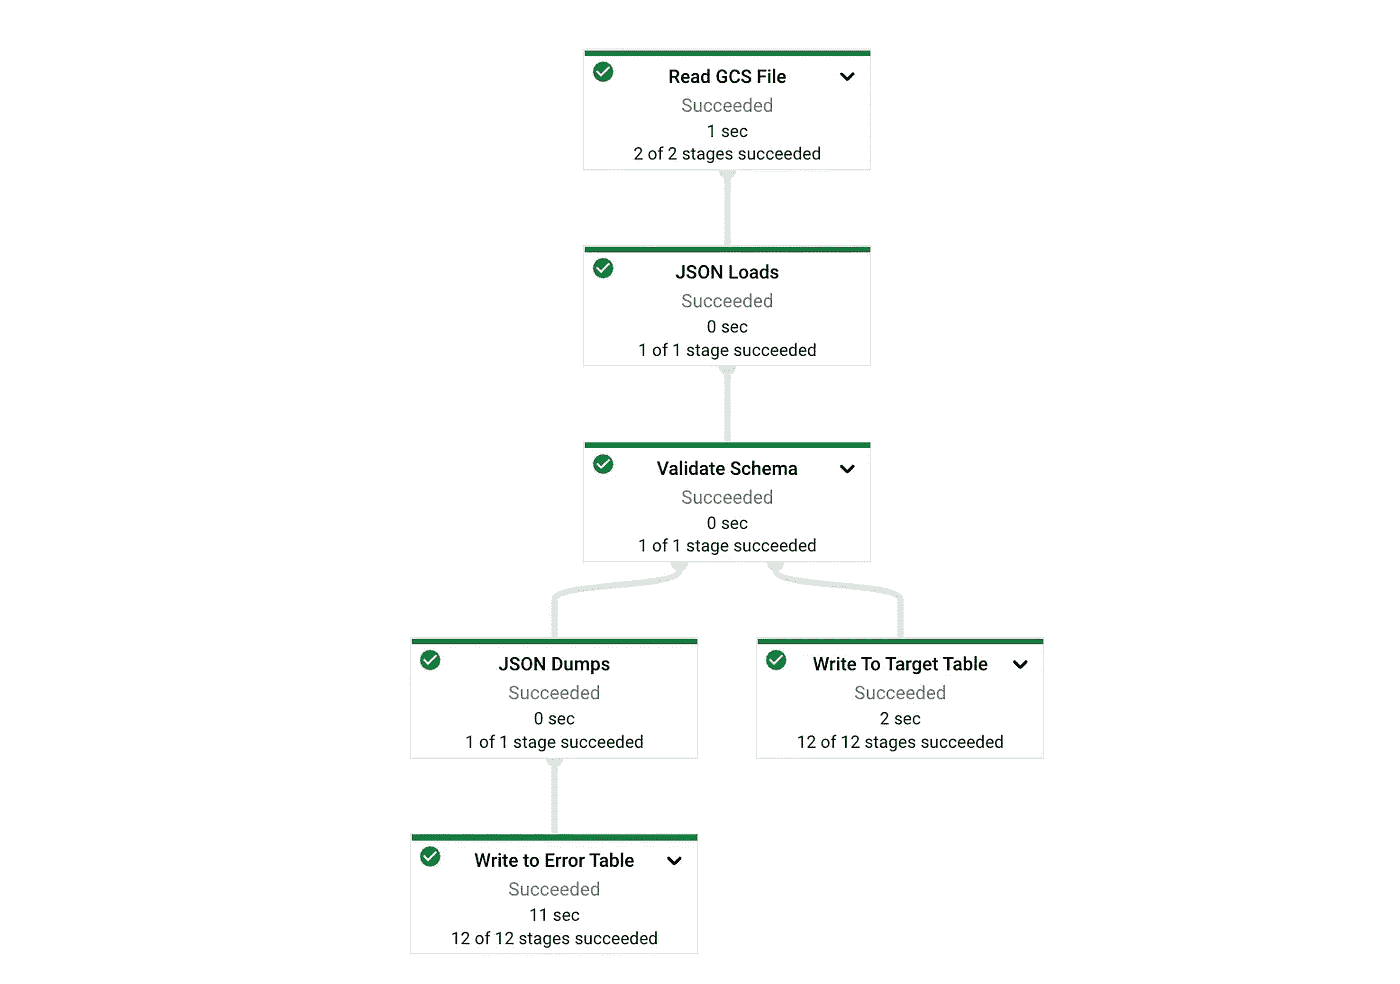 Read GCS File
Succeeded
1 sec
2 of 2 stages succeeded
JSON Loads
Succeeded
0 sec
1 of 1 stage succeeded
Validate Schema
Succeeded
0 sec
1 of 1 stage succeeded
JSON Dumps
Succeeded
0 sec
1 of 1 stage succeeded
Write To Target Table
Succeeded
2 sec
12 of 12 stages succeeded
Write to Error Table
Succeeded
11 sec
12 of 12 stages succeeded